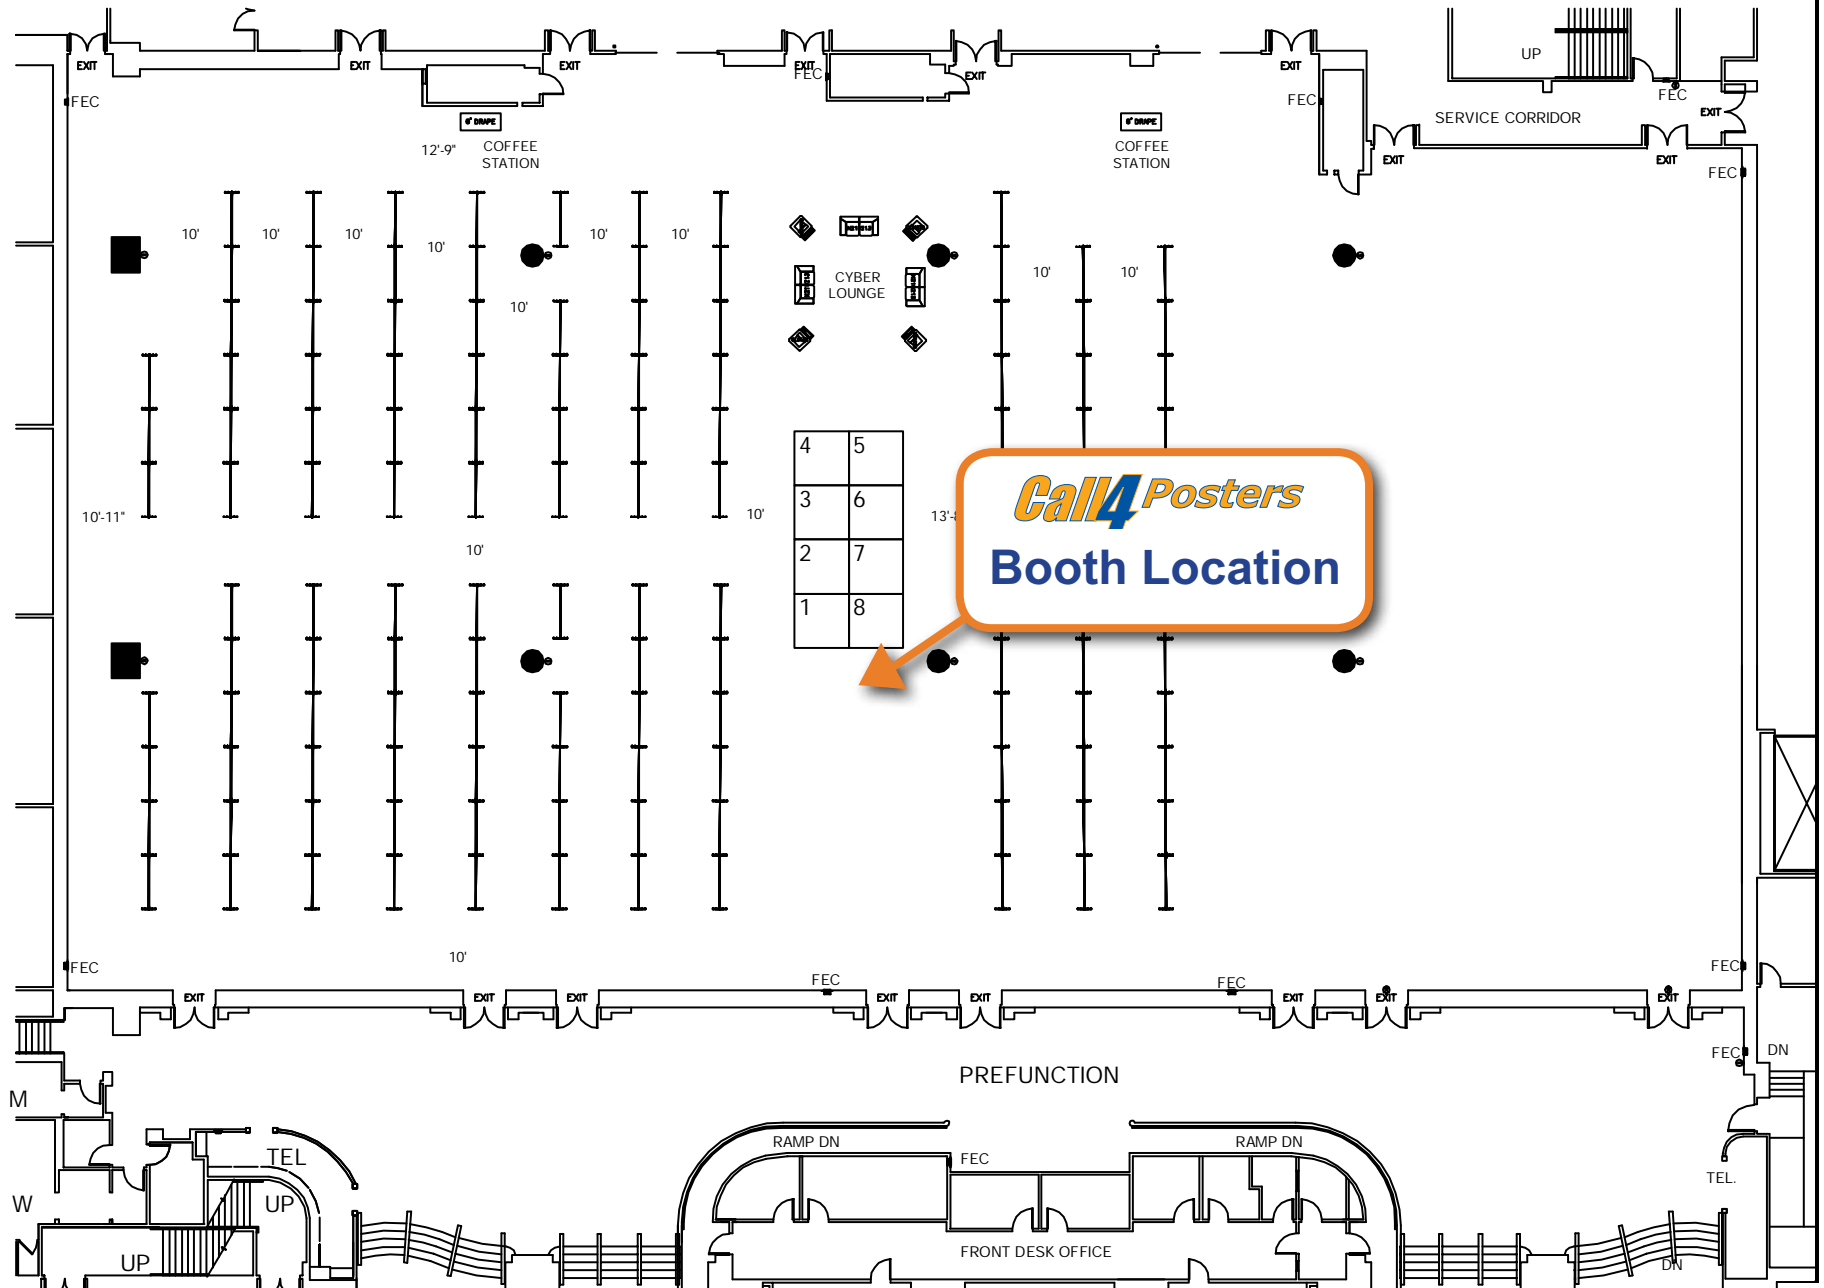 UP
EXIT
EXIT
EXIT
EXIT
FEC
EXIT
EXIT
FEC
FEC
FEC
EXIT
SERVICE CORRIDOR
6' DRAPE
6' DRAPE
12'-9"
COFFEE
STATION
COFFEE
STATION
EXIT
EXIT
FEC
10'
10'
10'
10'
10'
10'
10'
10'
10'
CYBER
LOUNGE
4
5
3
6
2
7
1
8
10'-11"
10'
10'
13'-8
Call4Posters
Booth Location
10'
FEC
FEC
FEC
FEC
EXIT
EXIT
EXIT
EXIT
EXIT
EXIT
EXIT
EXIT
FEC
DN
PREFUNCTION
M
RAMP DN
RAMP DN
TEL
FEC
TEL.
W
UP
UP
FRONT DESK OFFICE
DN